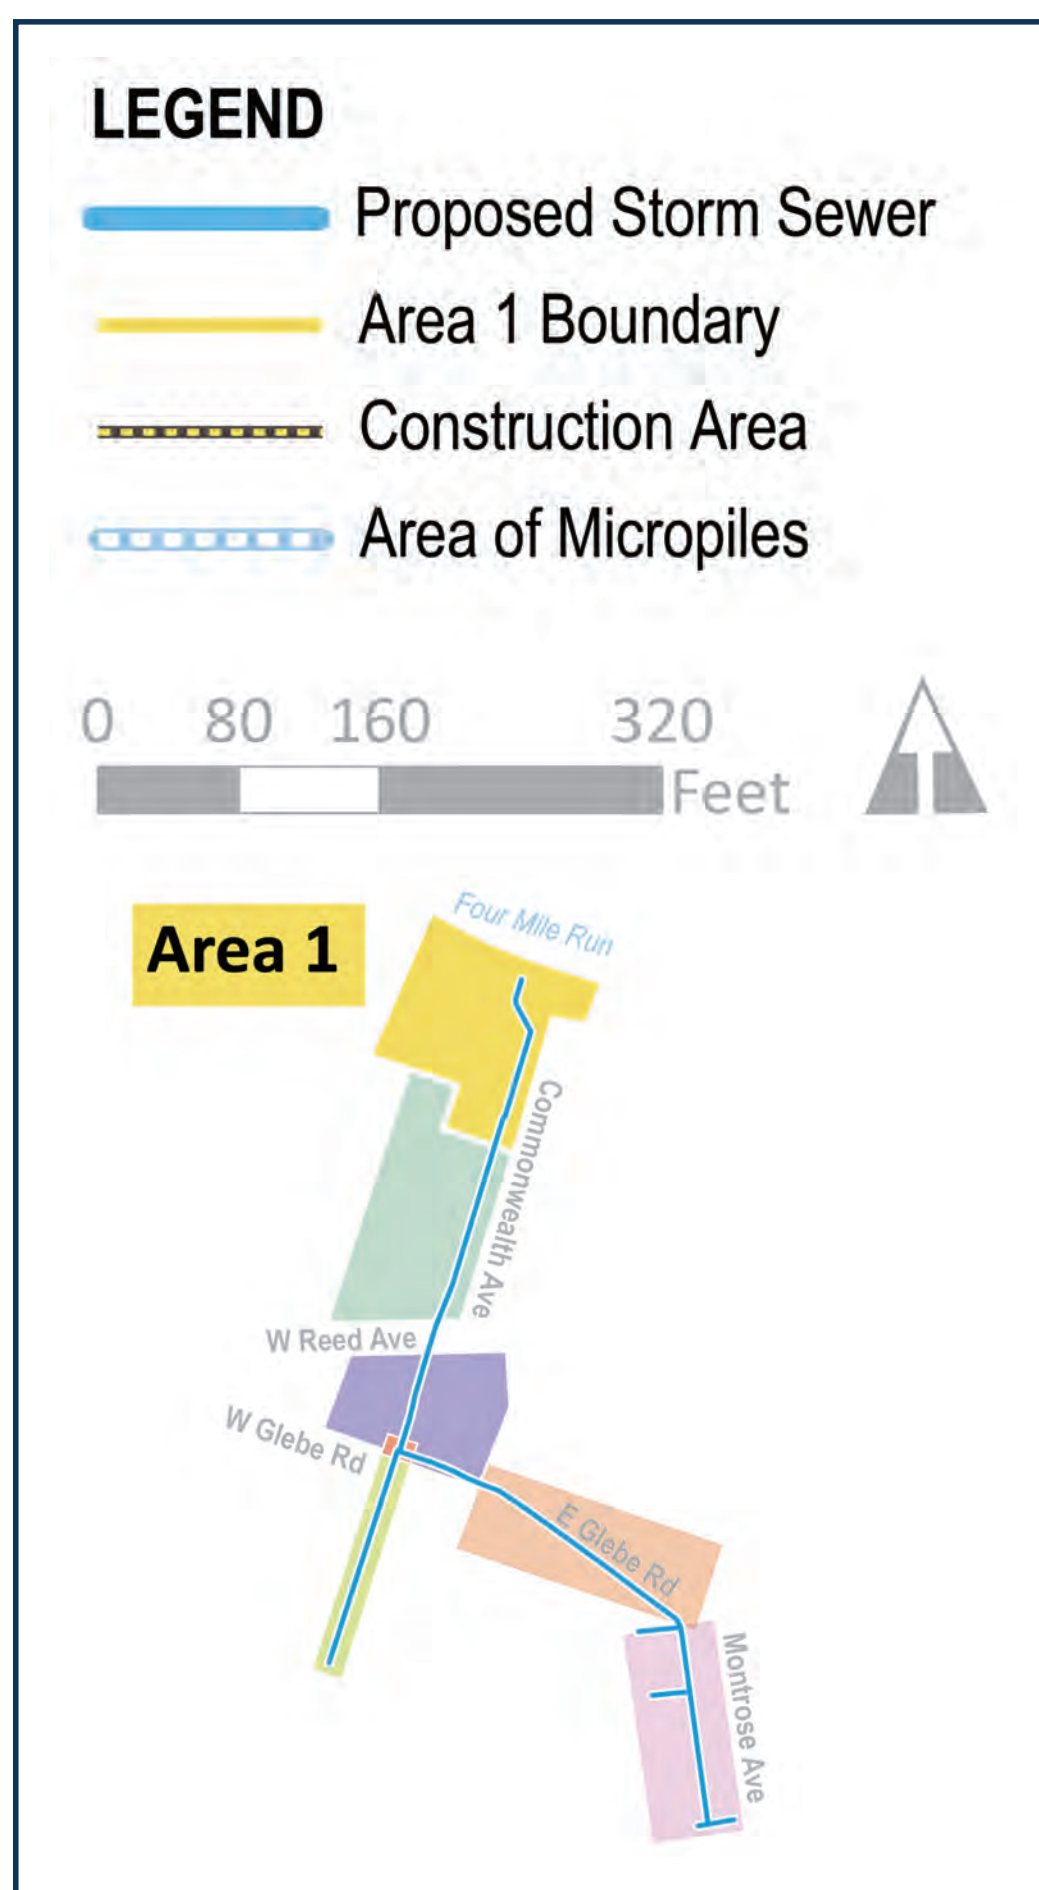 LEGEND
Proposed Storm Sewer
Area 1 Boundary
Construction Area
Area of Micropiles
0 80 160 320
Feet
Area 1
Four Mile Run
Commonwealth Ave
W Reed Ave
W Glebe Rd
E Glebe Rd
Montrose Ave